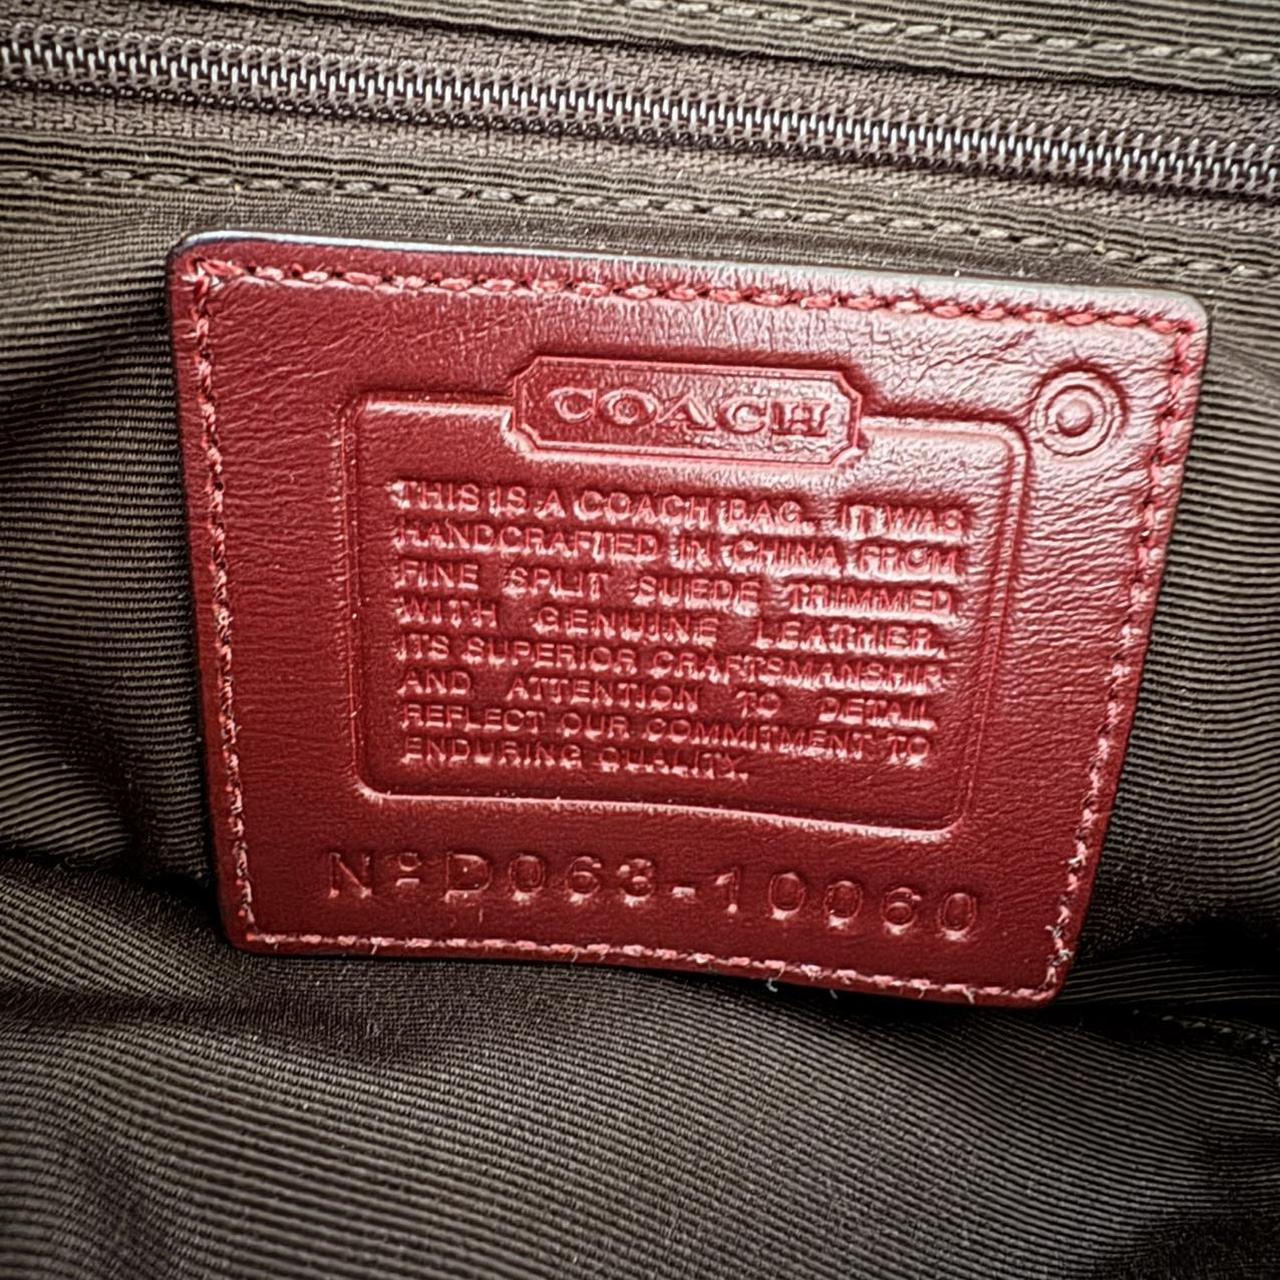 COACH
THIS IS A COACH BAG. IT WAS
HANDCRAFTED IN CHINA FROM
FINE SPLIT SUEDE TRIMMED
WITH GENUINE LEATHER.
ITS SUPERIOR CRAFTSMANSHIP
AND ATTENTION TO DETAIL
REFLECT OUR COMMITMENT TO
ENDURING QUALITY.
Nº D063-10060